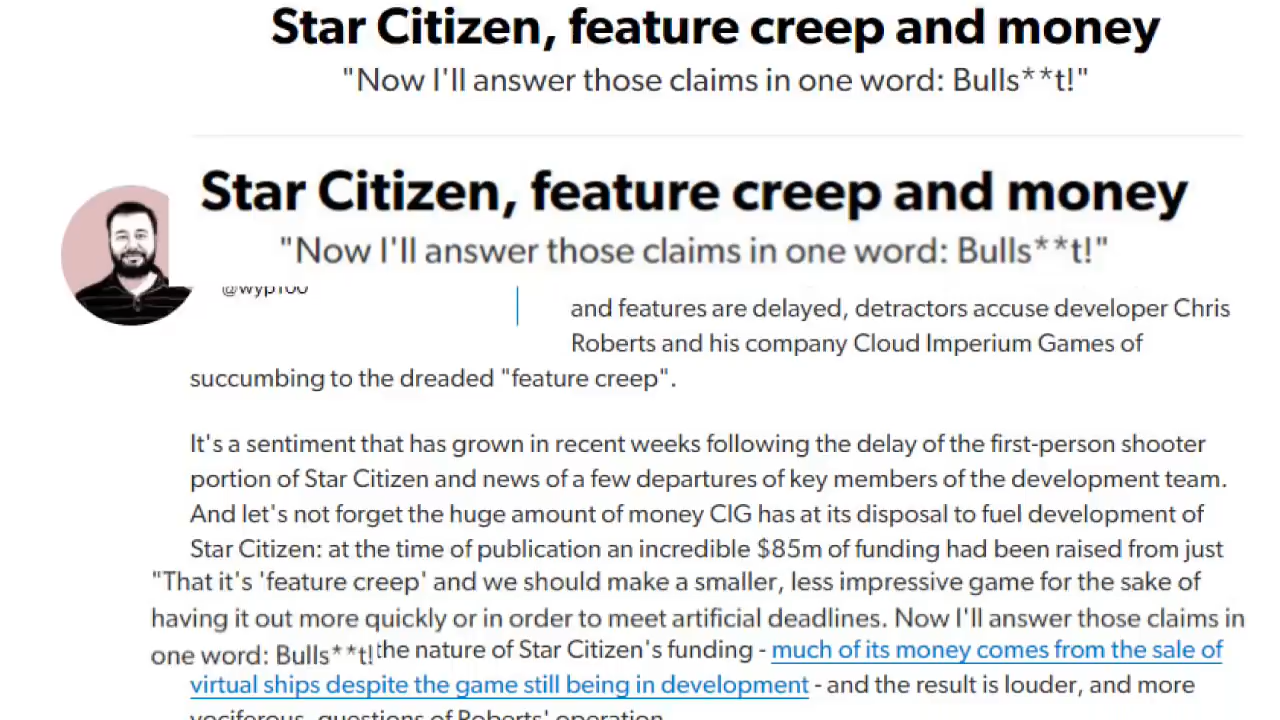 Star Citizen, feature creep and money
"Now I'll answer those claims in one word: Bulls**t!"
Star Citizen, feature creep and money
"Now I'll answer those claims in one word: Bulls**t!"
@wyp100
and features are delayed, detractors accuse developer Chris
Roberts and his company Cloud Imperium Games of
succumbing to the dreaded "feature creep".
It's a sentiment that has grown in recent weeks following the delay of the first-person shooter
portion of Star Citizen and news of a few departures of key members of the development team.
And let's not forget the huge amount of money CIG has at its disposal to fuel development of
Star Citizen: at the time of publication an incredible $85m of funding had been raised from just
"That it's 'feature creep' and we should make a smaller, less impressive game for the sake of
having it out more quickly or in order to meet artificial deadlines. Now I'll answer those claims in
one word: Bulls**t!
the nature of Star Citizen's funding - much of its money comes from the sale of
virtual ships despite the game still being in development - and the result is louder, and more
vociferous, questions of Roberts' operation.